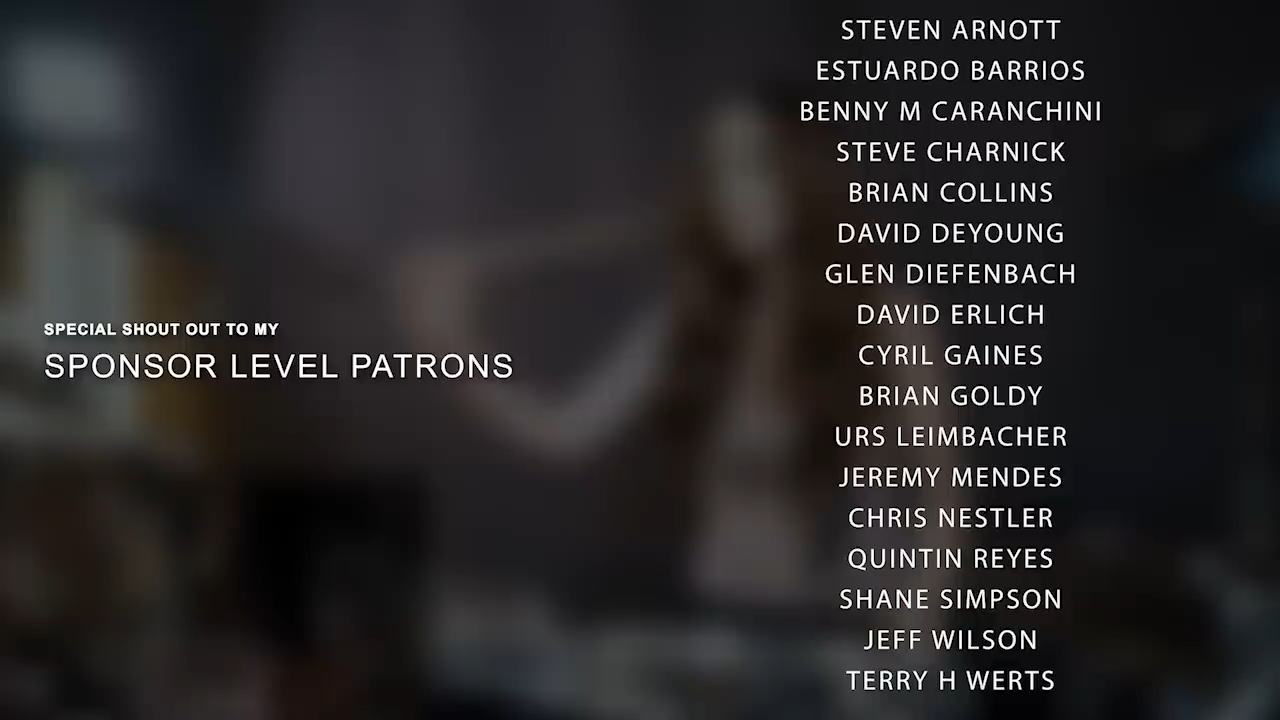 SPECIAL SHOUT OUT TO MY
SPONSOR LEVEL PATRONS
STEVEN ARNOTT
ESTUARDO BARRIOS
BENNY M CARANCHINI
STEVE CHARNICK
BRIAN COLLINS
DAVID DEYOUNG
GLEN DIEFENBACH
DAVID ERLICH
CYRIL GAINES
BRIAN GOLDY
URS LEIMBACHER
JEREMY MENDES
CHRIS NESTLER
QUINTIN REYES
SHANE SIMPSON
JEFF WILSON
TERRY H WERTS